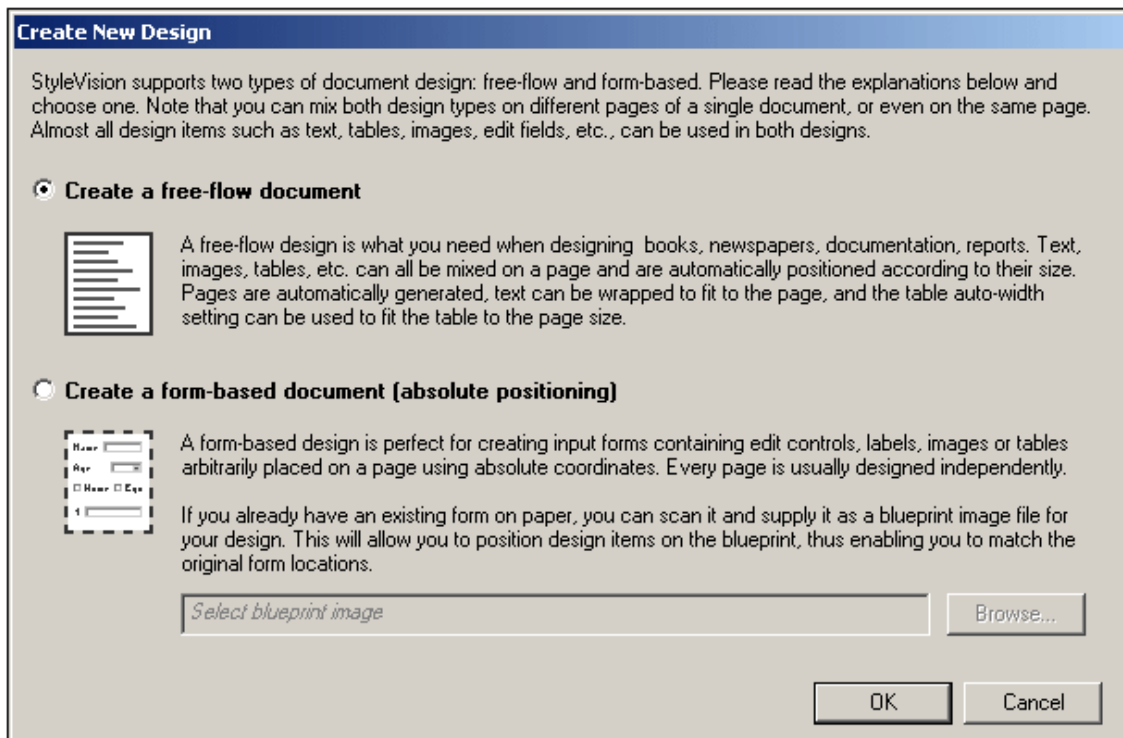 Create New Design
StyleVision supports two types of document design: free-flow and form-based. Please read the explanations below and
choose one. Note that you can mix both design types on different pages of a single document, or even on the same page.
Almost all design items such as text, tables, images, edit fields, etc., can be used in both designs.
Create a free-flow document
A free-flow design is what you need when designing books, newspapers, documentation, reports. Text,
images, tables, etc. can all be mixed on a page and are automatically positioned according to their size.
Pages are automatically generated, text can be wrapped to fit to the page, and the table auto-width
setting can be used to fit the table to the page size.
Create a form-based document (absolute positioning)
Name
Age
Name
1
A form-based design is perfect for creating input forms containing edit controls, labels, images or tables
arbitrarily placed on a page using absolute coordinates. Every page is usually designed independently.
If you already have an existing form on paper, you can scan it and supply it as a blueprint image file for
your design. This will allow you to position design items on the blueprint, thus enabling you to match the
original form locations.
Select blueprint image
Browse...
OK
Cancel